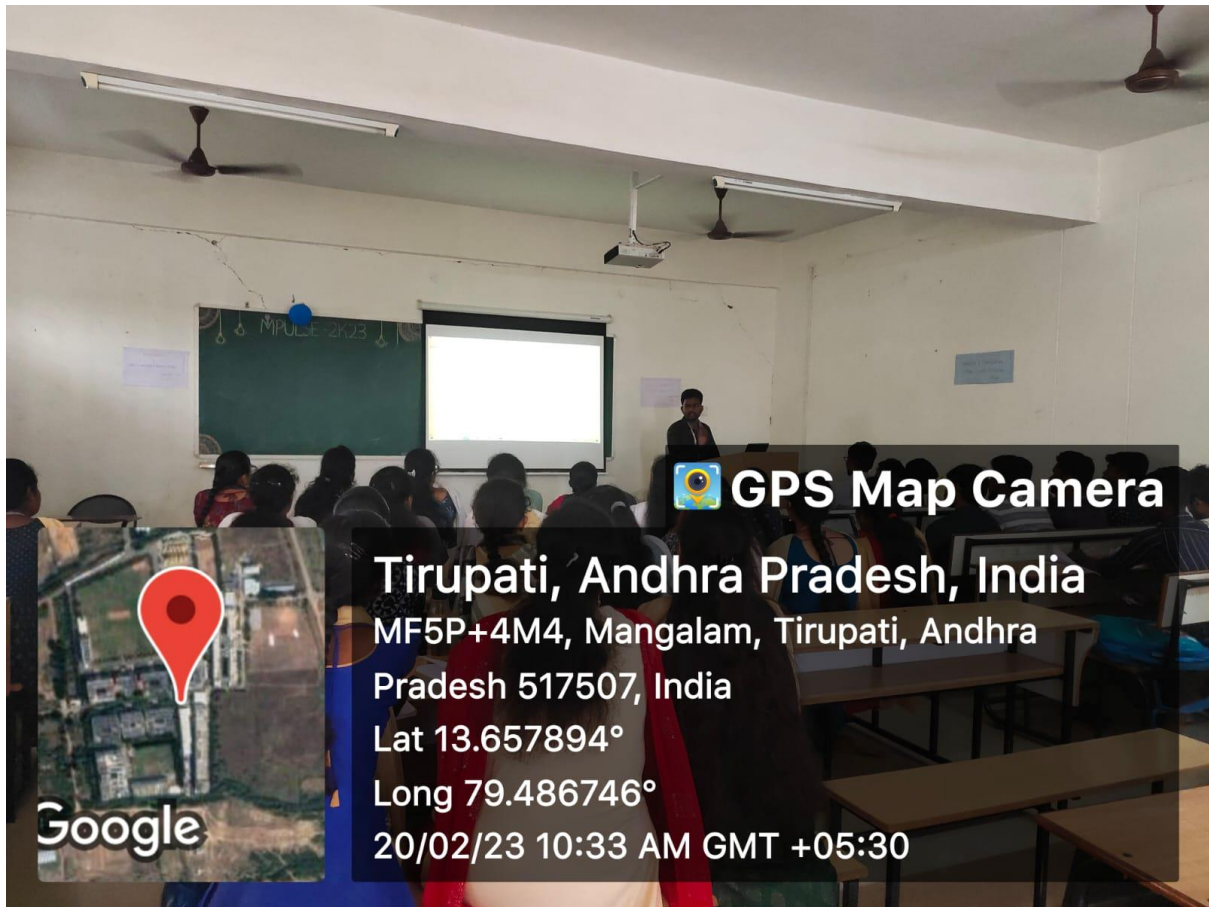 MPULSE-2K23
GPS Map Camera
Tirupati, Andhra Pradesh, India
MF5P+4M4, Mangalam, Tirupati, Andhra
Pradesh 517507, India
Lat 13.657894°
Long 79.486746°
20/02/23 10:33 AM GMT +05:30
Google